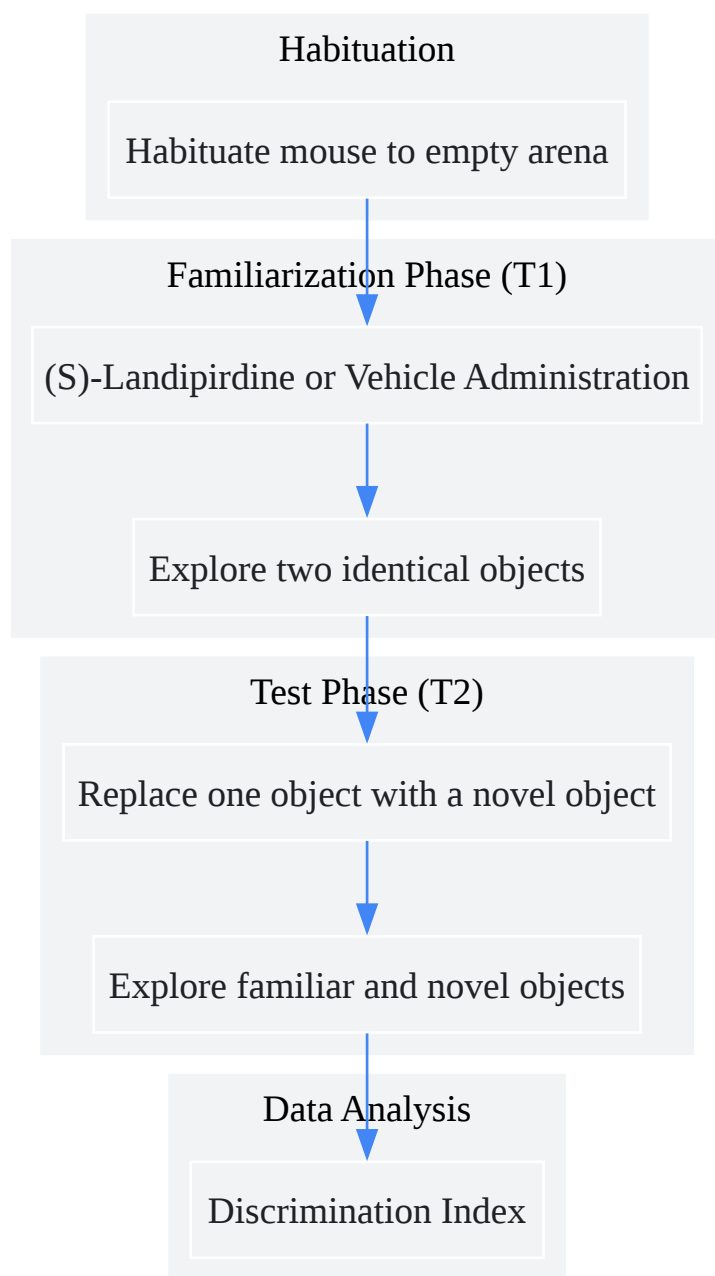 Habituation
Habituate mouse to empty arena
Familiarization Phase (T1)
(S)-Landipirdine or Vehicle Administration
Explore two identical objects
Test Phase (T2)
Replace one object with a novel object
Explore familiar and novel objects
Data Analysis
Discrimination Index